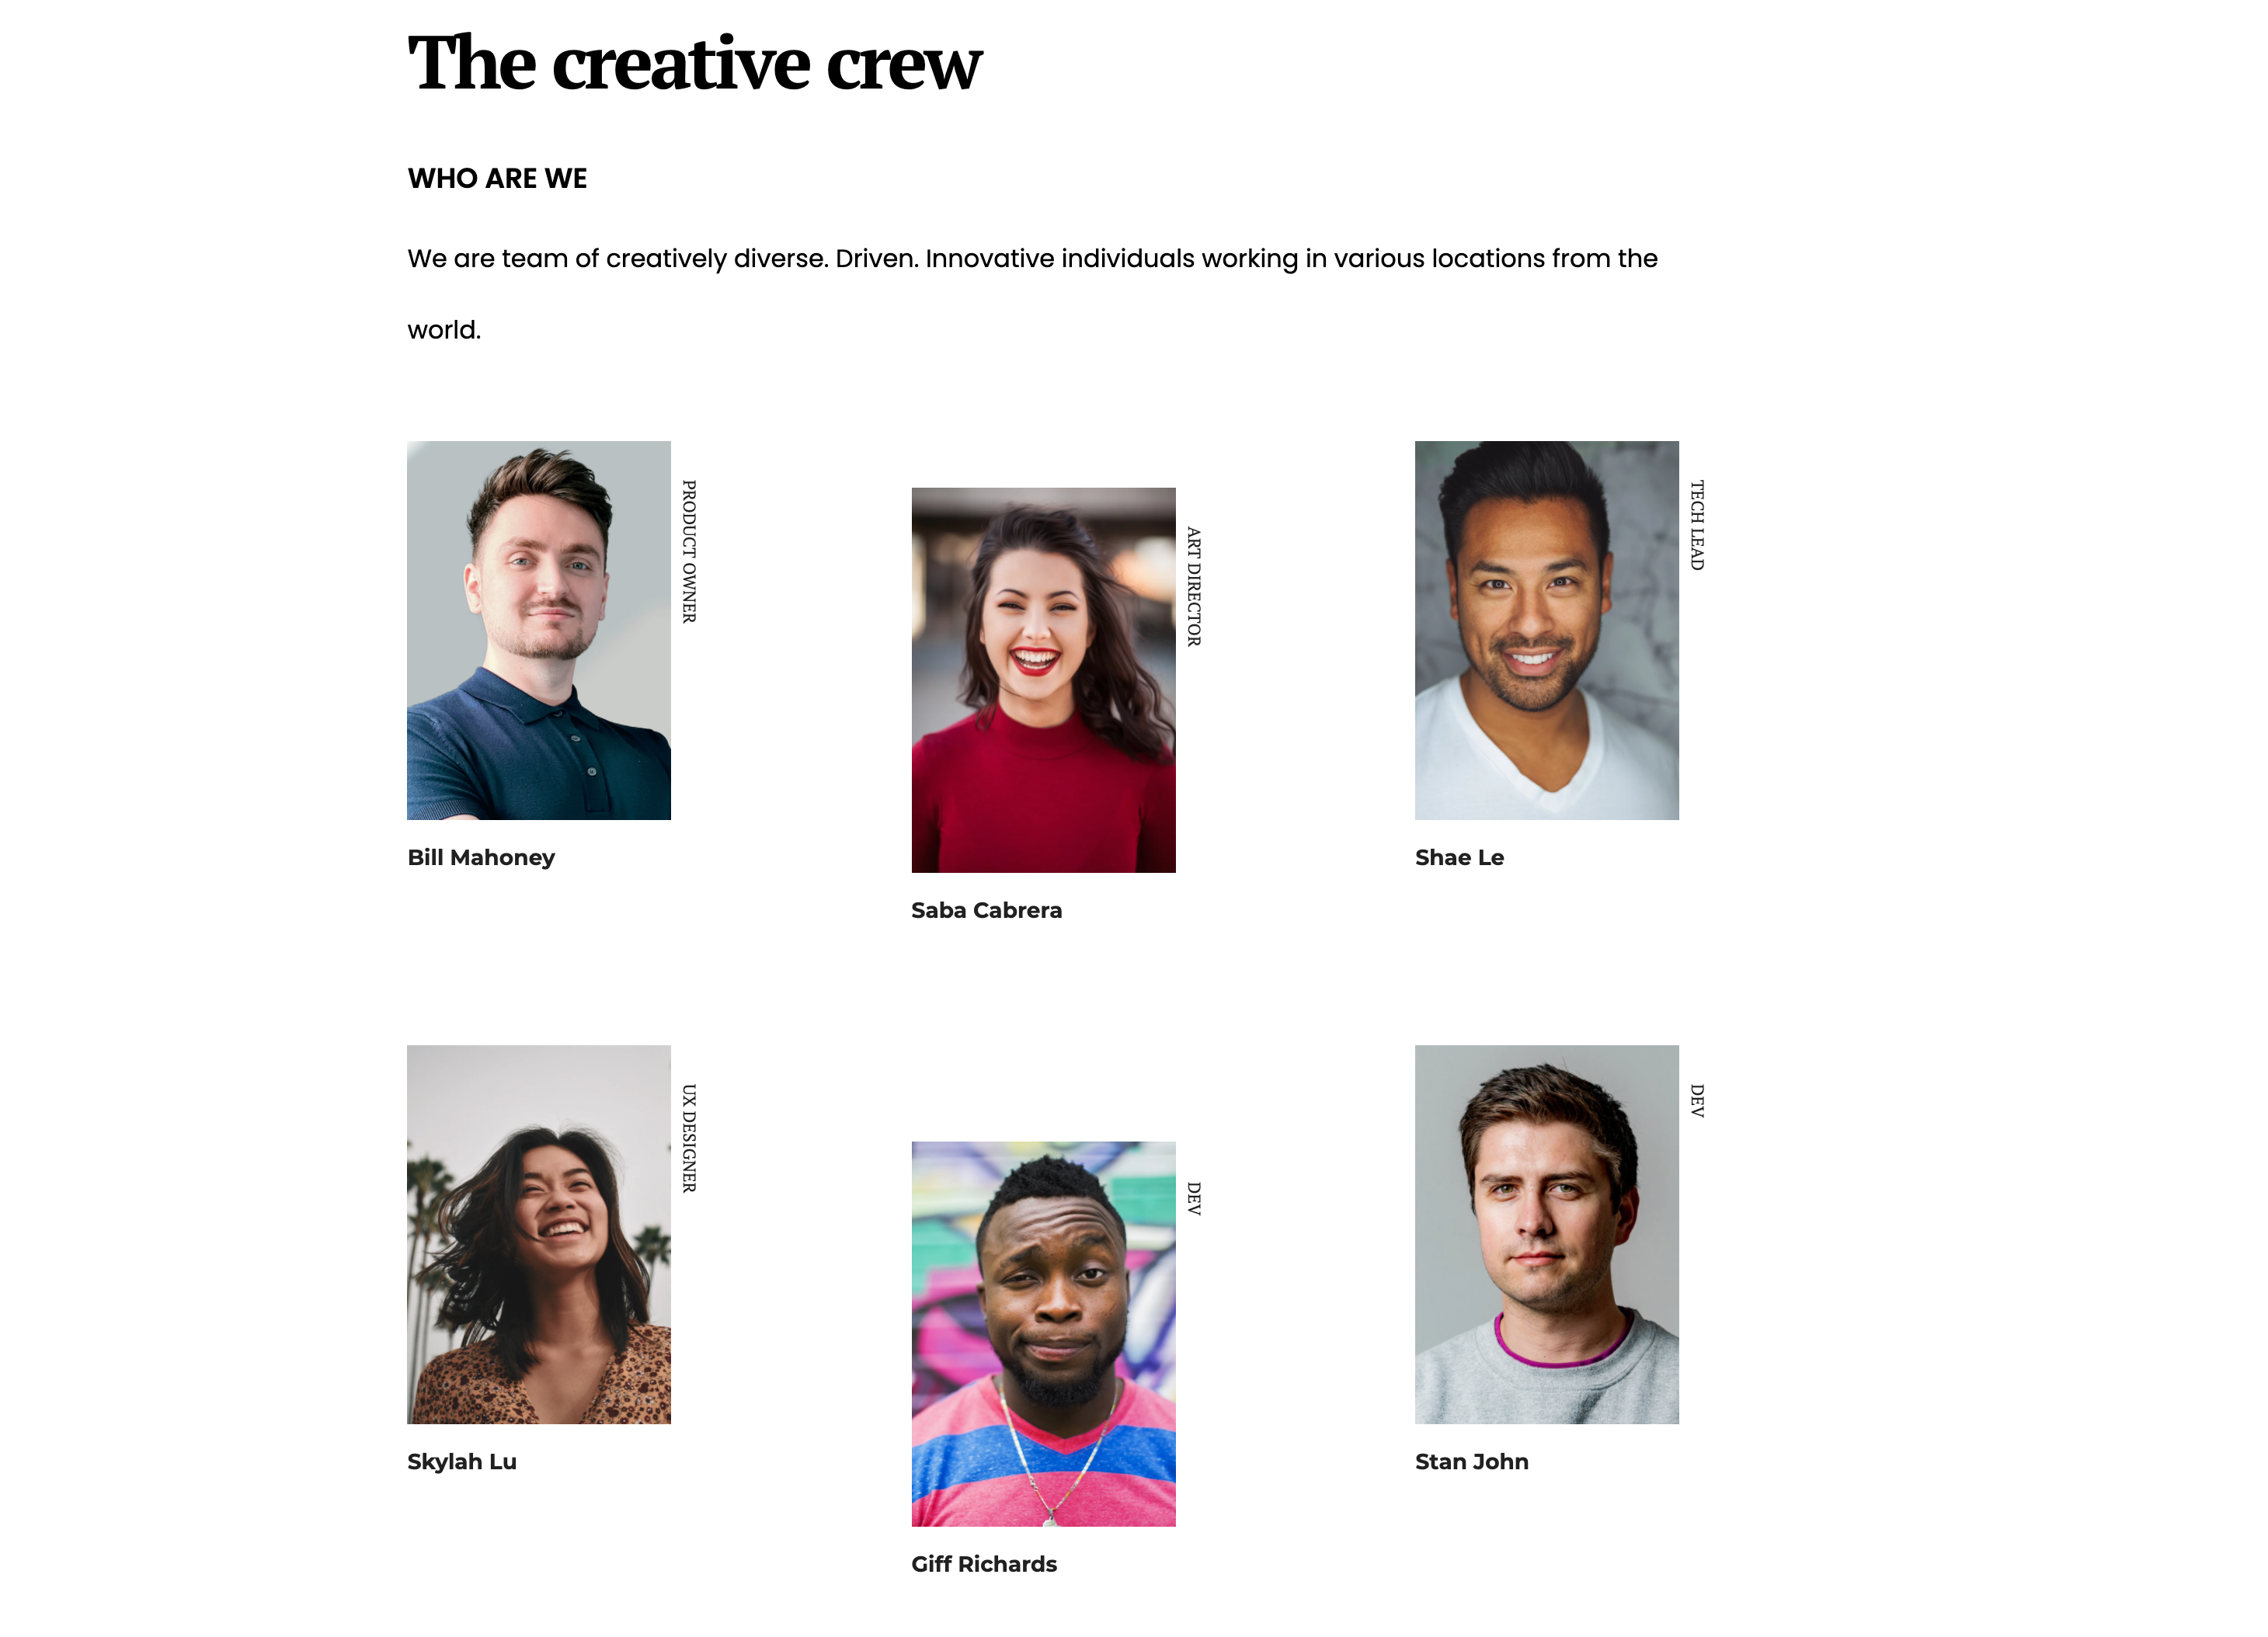 The creative crew
WHO ARE WE
We are team of creatively diverse. Driven. Innovative individuals working in various locations from the
world.
PRODUCT OWNER
Bill Mahoney
ART DIRECTOR
Saba Cabrera
TECH LEAD
Shae Le
UX DESIGNER
Skylah Lu
DEV
Giff Richards
DEV
Stan John